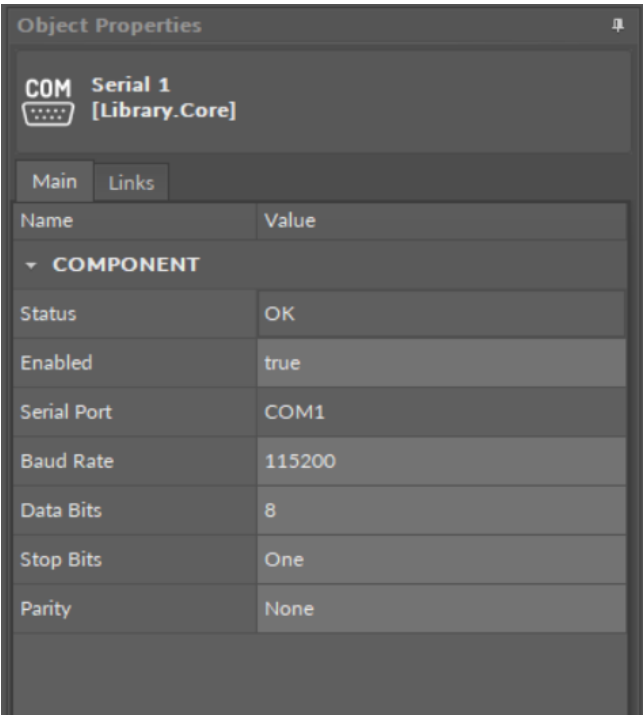 Object Properties
COM Serial 1
[Library.Core]
Main Links
Name Value
COMPONENT
Status OK
Enabled true
Serial Port COM1
Baud Rate 115200
Data Bits 8
Stop Bits One
Parity None